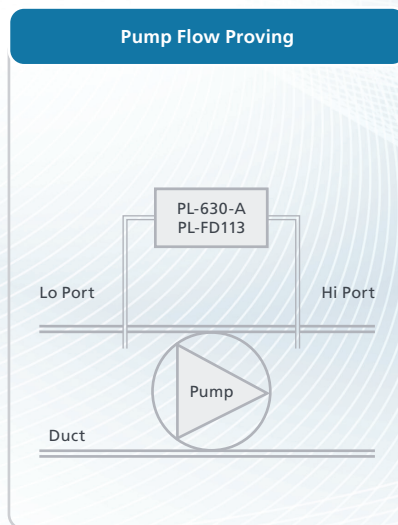 Pump Flow Proving
PL-630-A
PL-FD113
Lo Port
Hi Port
Pump
Duct